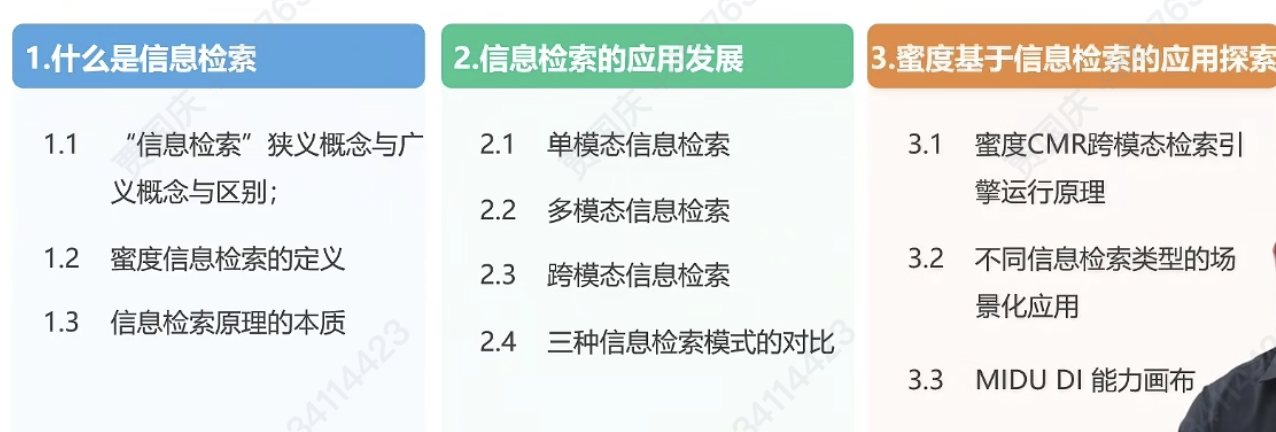 1.什么是信息检索
1.1 “信息检索”狭义概念与广
义概念与区别；
1.2 蜜度信息检索的定义
1.3 信息检索原理的本质
2.信息检索的应用发展
2.1 单模态信息检索
2.2 多模态信息检索
2.3 跨模态信息检索
2.4 三种信息检索模式的对比
3.蜜度基于信息检索的应用探索
3.1 蜜度CMR跨模态检索引
擎运行原理
3.2 不同信息检索类型的场
景化应用
3.3 MIDU DI 能力画布
34114423
34114423